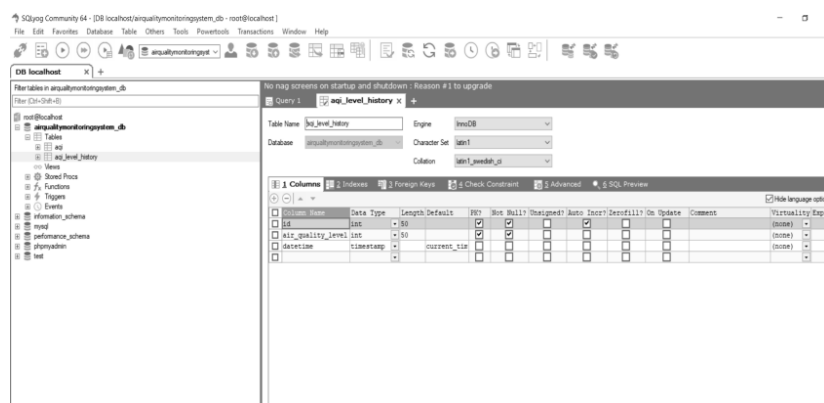 SQLyog Community 64 - [DB localhost/airqualitymonitoringsystem_db - root@localhost]
File Edit Favorites Database Table Others Tools Powertools Transactions Window Help
airqualitymonitoringsyst
DB localhost X +
Filter tables in airqualitymonitoringsystem_db
Filter (Ctrl+Shift+B)
root@localhost
airqualitymonitoringsystem_db
Tables
aqi
aqi_level_history
Views
Stored Procs
Functions
Triggers
Events
information_schema
mysql
performance_schema
phpmyadmin
test
No nag screens on startup and shutdown : Reason #1 to upgrade
Query 1 aqi_level_history × +
Table Name aqi_level_history Engine InnoDB
Database airqualitymonitoringsystem_db Character Set latin1
Collation latin1_swedish_ci
1 Columns 2 Indexes 3 Foreign Keys 4 Check Constraint 5 Advanced 6 SQL Preview
Hide language opti
Column Name Data Type Length Default PK? Not Null? Unsigned? Auto Incr? Zerofill? On Update Comment Virtuality Exp
id int 50 (none)
air_quality_level int 50 (none)
datetime timestamp current_tim (none)